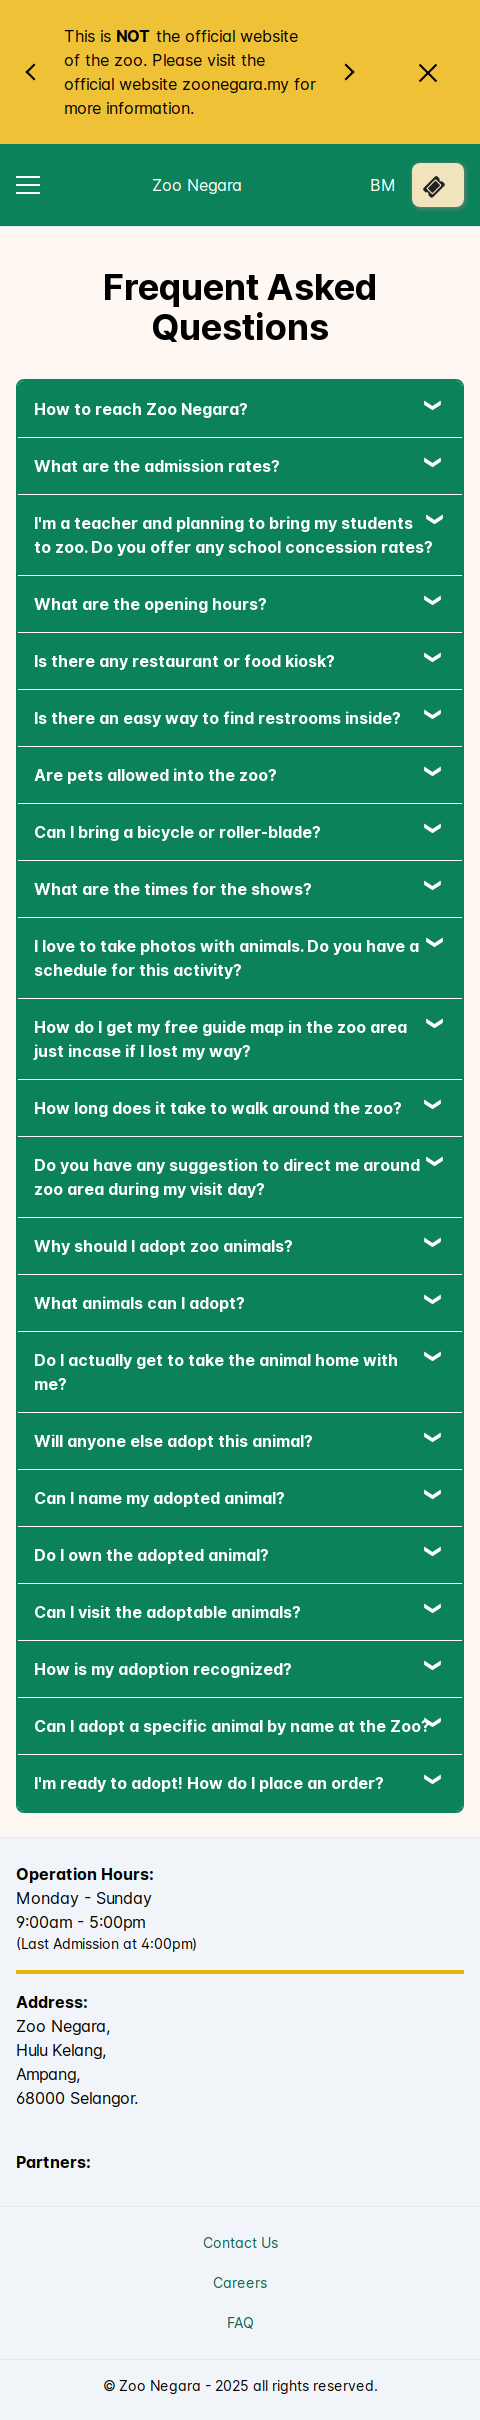 This is NOT the official website
of the zoo. Please visit the
official website zoonegara.my for
more information.
Zoo Negara
BM
Frequent Asked
Questions
How to reach Zoo Negara?
What are the admission rates?
I'm a teacher and planning to bring my students
to zoo. Do you offer any school concession rates?
What are the opening hours?
Is there any restaurant or food kiosk?
Is there an easy way to find restrooms inside?
Are pets allowed into the zoo?
Can I bring a bicycle or roller-blade?
What are the times for the shows?
I love to take photos with animals. Do you have a
schedule for this activity?
How do I get my free guide map in the zoo area
just incase if I lost my way?
How long does it take to walk around the zoo?
Do you have any suggestion to direct me around
zoo area during my visit day?
Why should I adopt zoo animals?
What animals can I adopt?
Do I actually get to take the animal home with
me?
Will anyone else adopt this animal?
Can I name my adopted animal?
Do I own the adopted animal?
Can I visit the adoptable animals?
How is my adoption recognized?
Can I adopt a specific animal by name at the Zoo?
I'm ready to adopt! How do I place an order?
Operation Hours:
Monday - Sunday
9:00am - 5:00pm
(Last Admission at 4:00pm)
Address:
Zoo Negara,
Hulu Kelang,
Ampang,
68000 Selangor.
Partners:
Contact Us
Careers
FAQ
© Zoo Negara - 2025 all rights reserved.